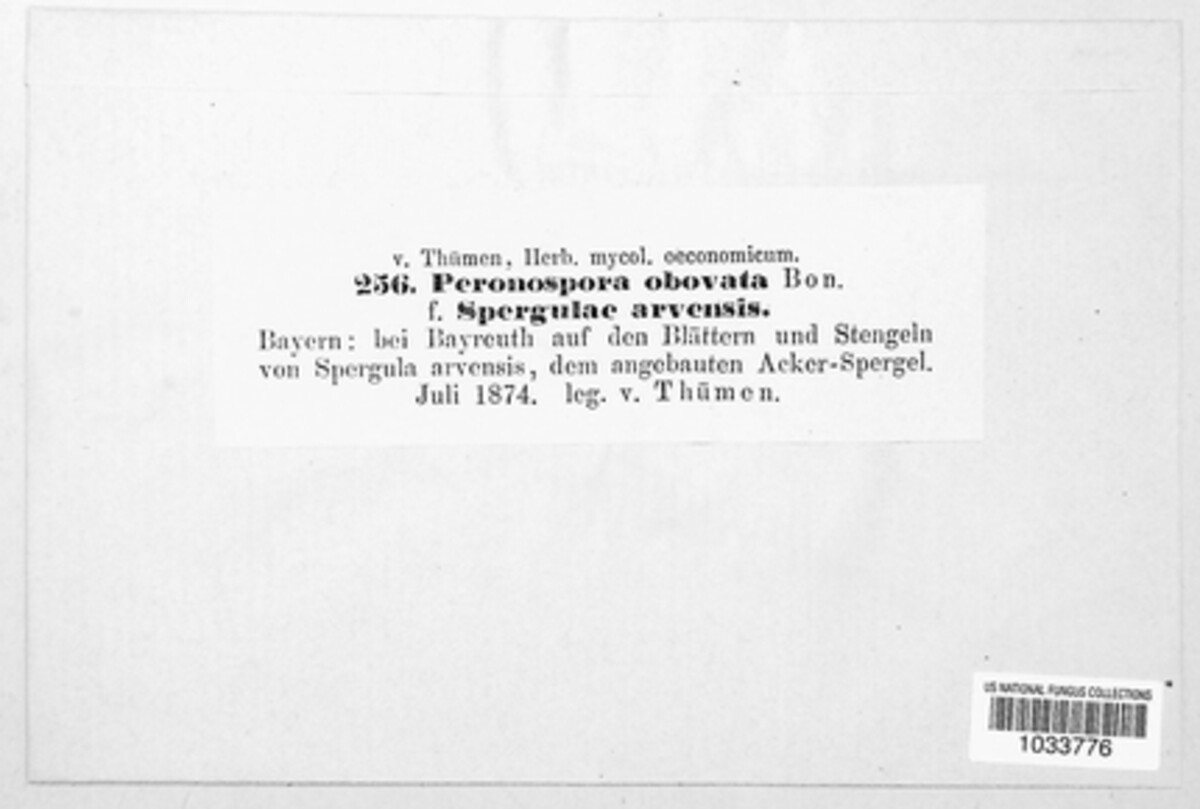 v. Thümen, Herb. mycol. oeconomicum.
256. Peronospora obovata Bon.
f. Spergulae arvensis.
Bayern: bei Bayreuth auf den Blättern und Stengeln
von Spergula arvensis, dem angebauten Acker-Spergel.
Juli 1874. leg. v. Thümen.
US NATIONAL FUNGUS COLLECTIONS
1033776